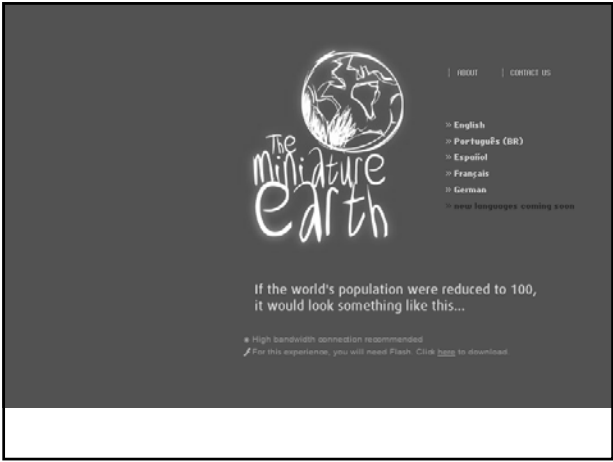 ABOUT
CONTACT US
The
miniature
earth
» English
» Português (BR)
» Español
» Français
» German
» new languages coming soon
If the world's population were reduced to 100,
it would look something like this...
High bandwidth connection recommended
For this experience, you will need Flash. Click here to download.